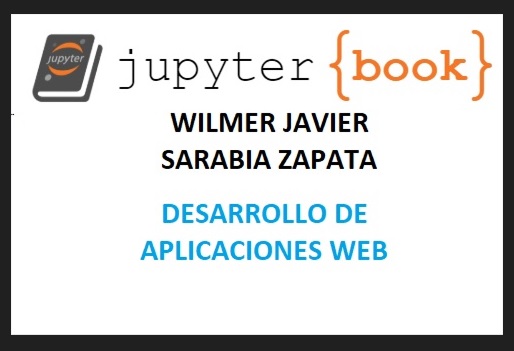 jupyter
jupyter {book}
WILMER JAVIER
SARABIA ZAPATA
DESARROLLO DE
APLICACIONES WEB